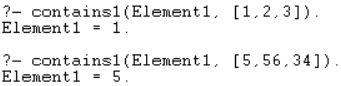 ?- contains1(Element1, [1,2,3]).
Element1 = 1.
?- contains1(Element1, [5,56,34]).
Element1 = 5.